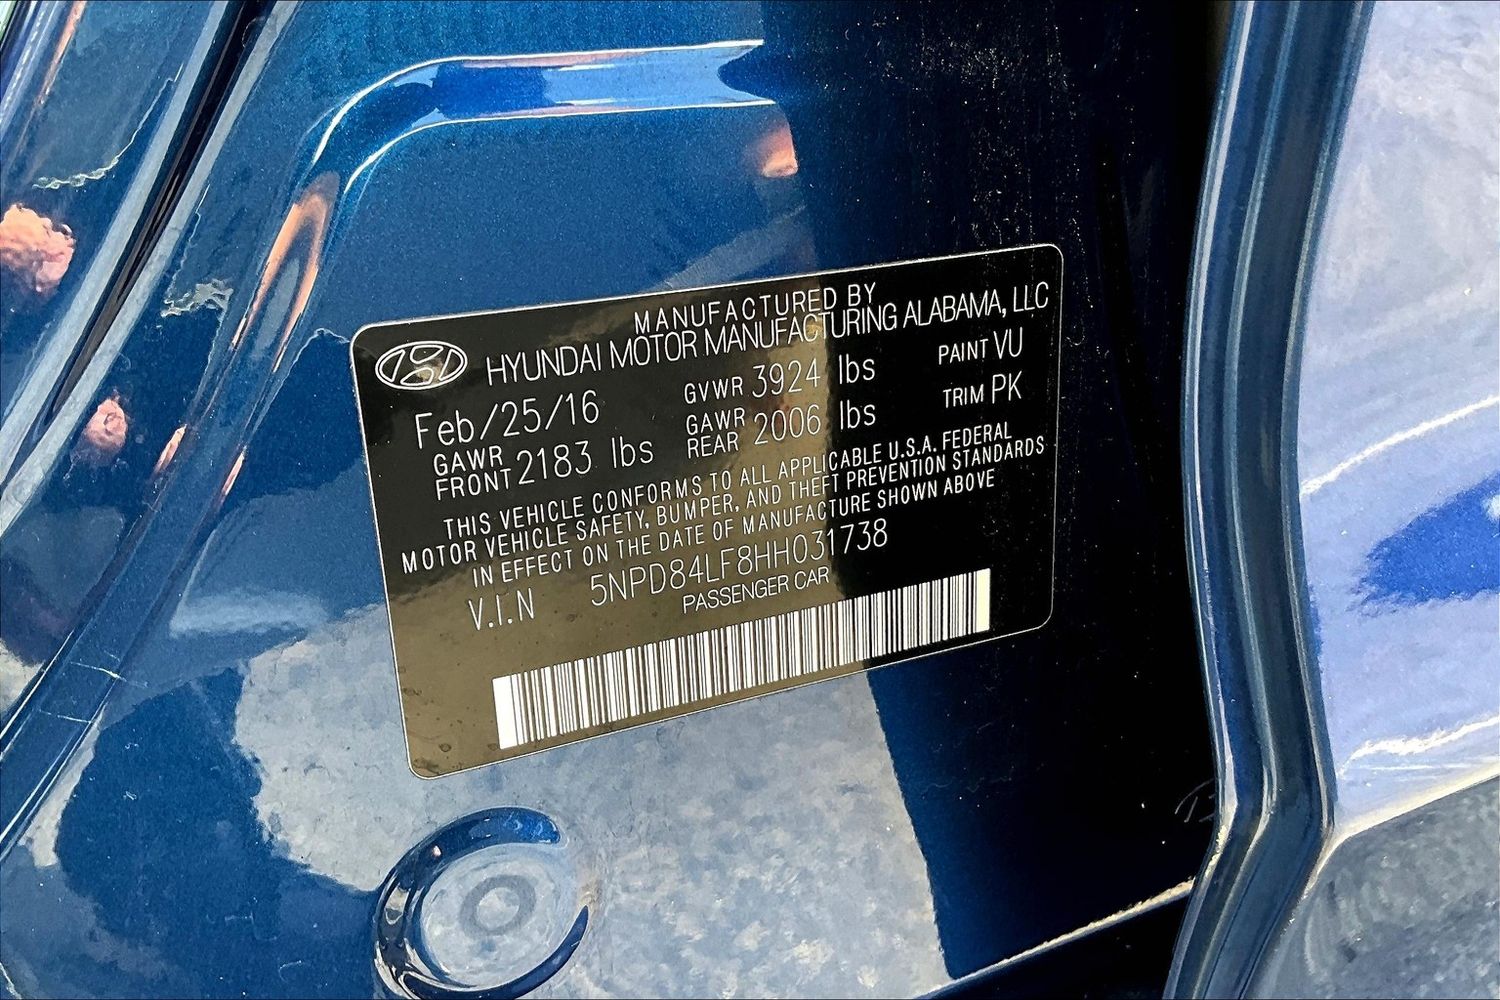 MANUFACTURED BY
HYUNDAI MOTOR MANUFACTURING ALABAMA, LLC
Feb/25/16 GVWR 3924 lbs PAINT VU
GAWR FRONT 2183 lbs GAWR REAR 2006 lbs TRIM PK
THIS VEHICLE CONFORMS TO ALL APPLICABLE U.S.A. FEDERAL
MOTOR VEHICLE SAFETY, BUMPER, AND THEFT PREVENTION STANDARDS
IN EFFECT ON THE DATE OF MANUFACTURE SHOWN ABOVE
V.I.N 5NPD84LF8HH031738
PASSENGER CAR